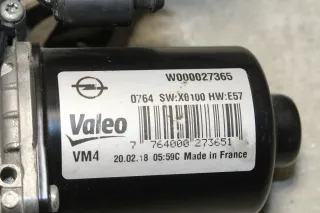 W000027365
0764 SW:X0100 HW:E57
Valeo
7 764000 273651
VM4 20.02.18 05:59C Made in France